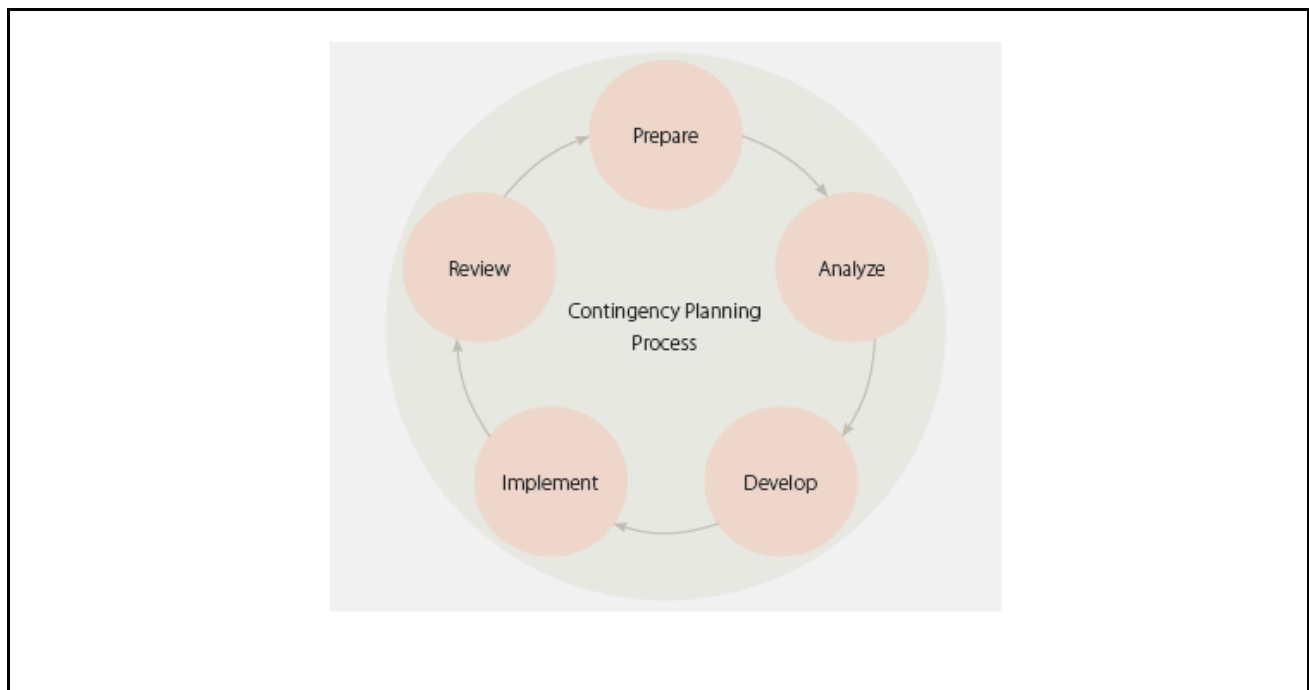 Prepare
Analyze
Develop
Implement
Review
Contingency Planning
Process